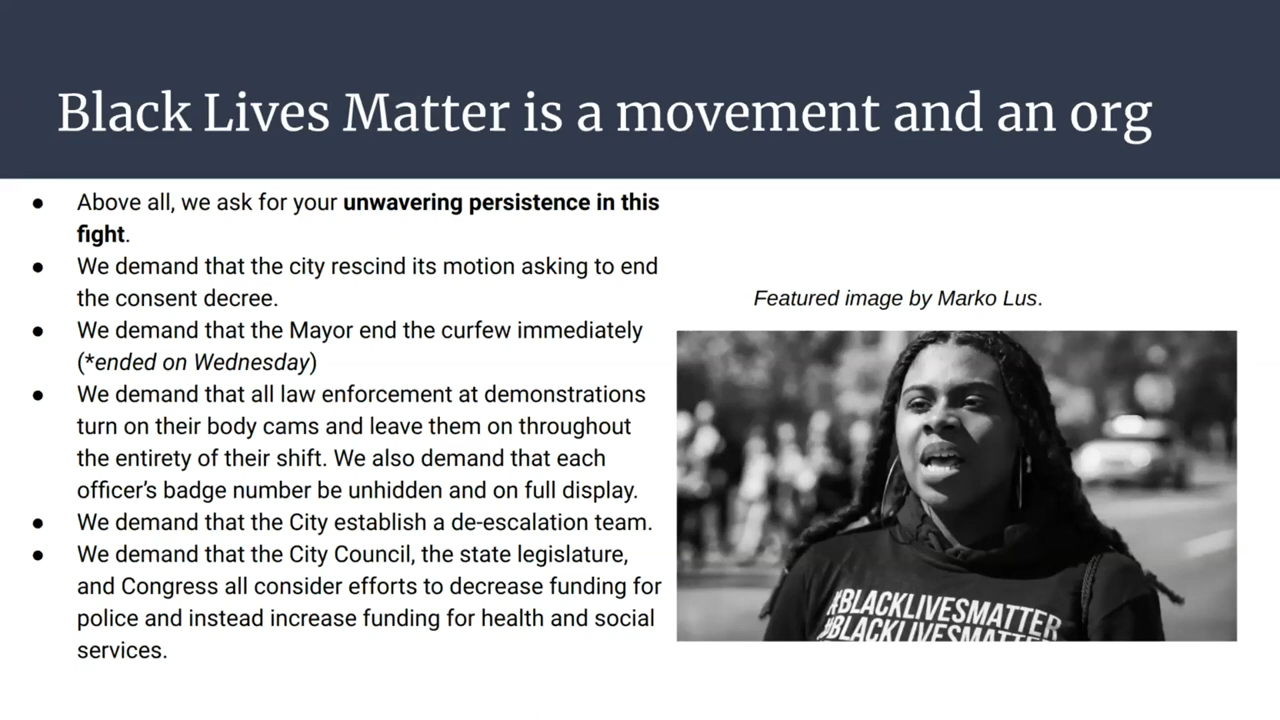 Black Lives Matter is a movement and an org
● Above all, we ask for your unwavering persistence in this
fight.
● We demand that the city rescind its motion asking to end
the consent decree.
● We demand that the Mayor end the curfew immediately
(*ended on Wednesday)
● We demand that all law enforcement at demonstrations
turn on their body cams and leave them on throughout
the entirety of their shift. We also demand that each
officer's badge number be unhidden and on full display.
● We demand that the City establish a de-escalation team.
● We demand that the City Council, the state legislature,
and Congress all consider efforts to decrease funding for
police and instead increase funding for health and social
services.
Featured image by Marko Lus.
#BLACKLIVESMATTER
#BLACKLIVESMATTER